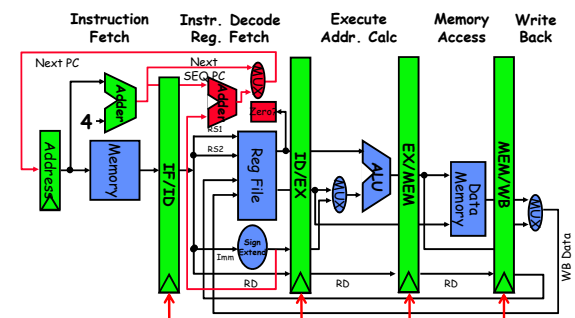 Instruction
Fetch
Instr. Decode
Reg. Fetch
Execute
Addr. Calc
Memory
Access
Write
Back
Next PC
Next
SEQ PC
Adder
Adder
MUX
Zero?
4
Address
Memory
IF/ID
RS1
RS2
Reg File
ID/EX
MUX
ALU
EX/MEM
Data
Memory
MEM/WB
MUX
Sign
Extend
Imm
RD
RD
RD
WB Data